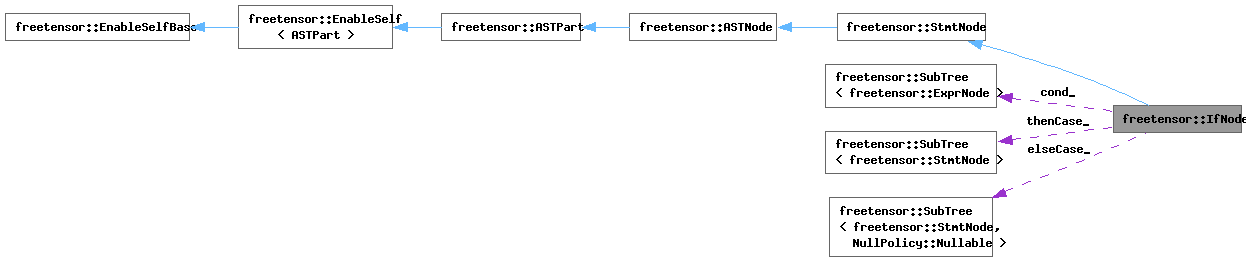 freetensor::EnableSelfBase
freetensor::EnableSelf
< ASTPart >
freetensor::ASTPart
freetensor::ASTNode
freetensor::StmtNode
freetensor::SubTree
< freetensor::ExprNode >
cond_
freetensor::IfNode
thenCase_
freetensor::SubTree
< freetensor::StmtNode >
elseCase_
freetensor::SubTree
< freetensor::StmtNode,
NullPolicy::Nullable >